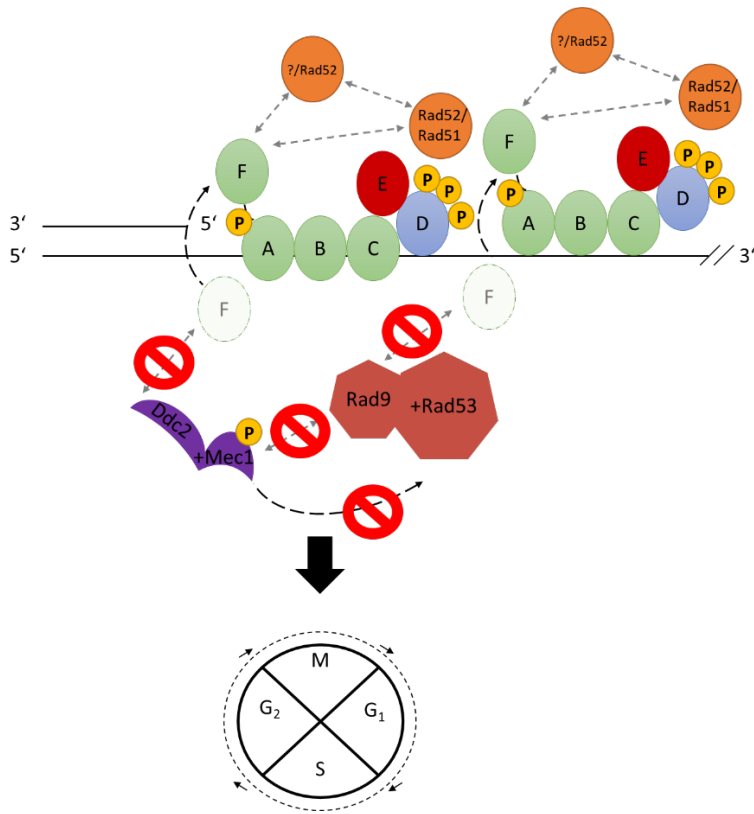 ?/Rad52
?/Rad52
Rad52/
Rad51
Rad52/
Rad51
F
F
E
E
P
P
P
P
P
P
P
P
D
D
A
B
C
A
B
C
3‘
5‘
5‘
3‘
F
F
Ddc2
+Mec1
P
Rad9
+Rad53
M
G2
G1
S